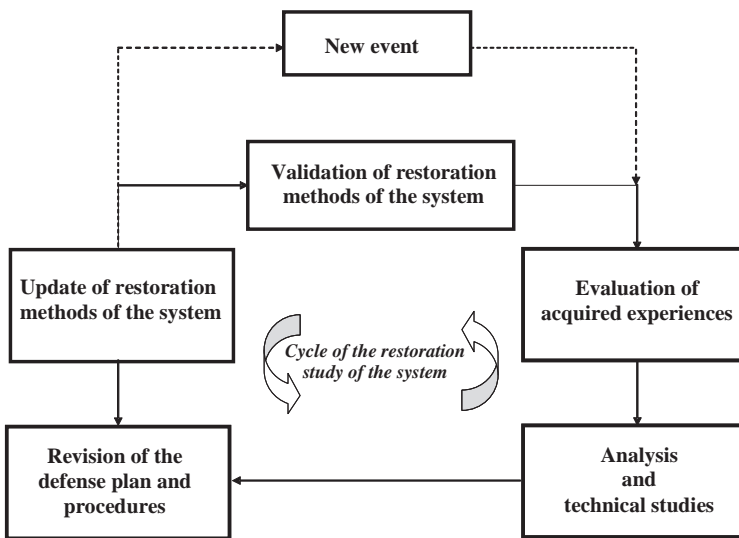 New event
Validation of restoration
methods of the system
Update of restoration
methods of the system
Evaluation of
acquired experiences
Cycle of the restoration
study of the system
Revision of the
defense plan and
procedures
Analysis
and
technical studies